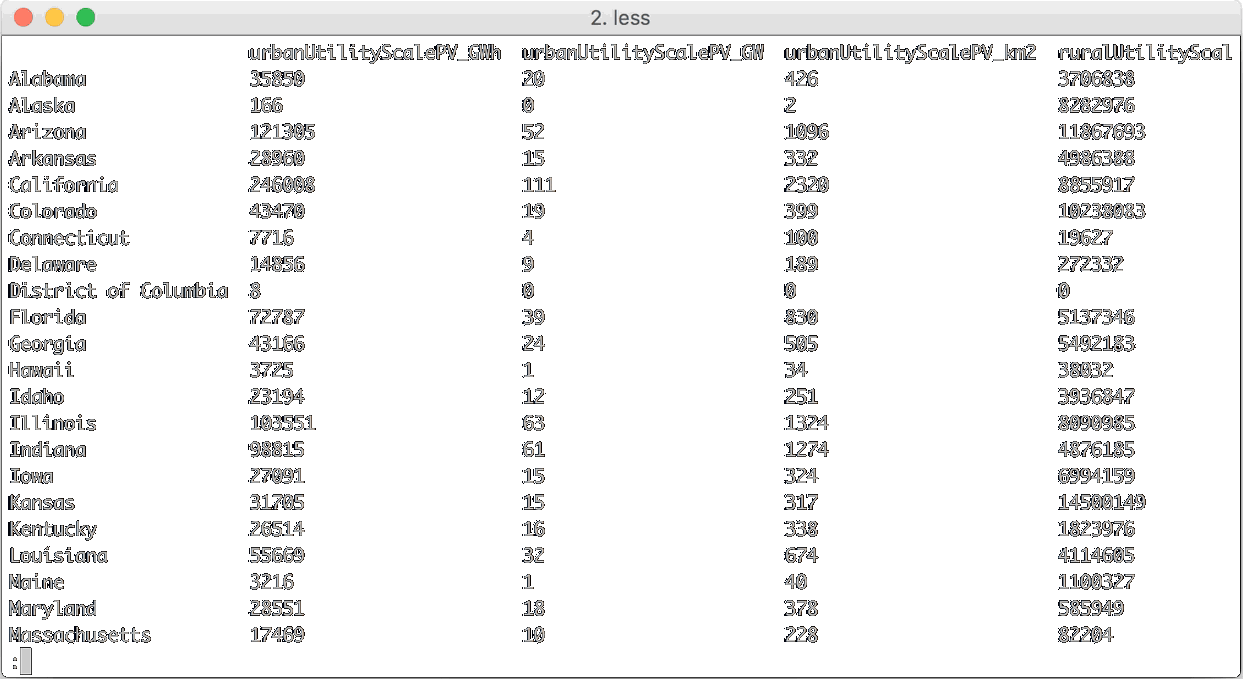 2. less
urbanUtilityScalePV_GWh urbanUtilityScalePV_GW urbanUtilityScalePV_km2 ruralUtilityScal
Alabama 35850 20 426 3706838
Alaska 166 0 2 8282976
Arizona 121305 52 1096 11867693
Arkansas 28960 15 332 4986388
California 246008 111 2320 8855917
Colorado 43470 19 399 10238083
Connecticut 7716 4 100 19627
Delaware 14856 9 189 272332
District of Columbia 8 0 0 0
Florida 72787 39 830 5137346
Georgia 43166 24 505 5492183
Hawaii 3725 1 34 38032
Idaho 23194 12 251 3936847
Illinois 103551 63 1324 8090985
Indiana 98815 61 1274 4876185
Iowa 27091 15 324 6994159
Kansas 31705 15 317 14500149
Kentucky 26514 16 338 1823976
Louisiana 55669 32 674 4114605
Maine 3216 1 40 1100327
Maryland 28551 18 378 585949
Massachusetts 17469 10 228 82204
: